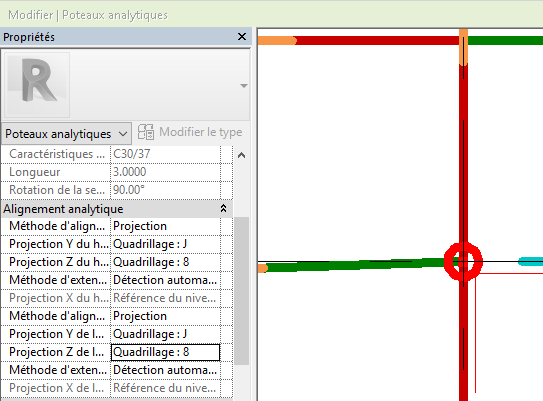 Modifier | Poteaux analytiques
Propriétés
R
Poteaux analytiques
Modifier le type
Caractéristiques ... C30/37
Longueur 3.0000
Rotation de la se... 90.00°
Alignement analytique
Méthode d'align... Projection
Projection Y du h... Quadrillage : J
Projection Z du h... Quadrillage : 8
Méthode d'exten... Détection automa...
Projection X du h... Référence du nive...
Méthode d'align... Projection
Projection Y de l... Quadrillage : J
Projection Z de l... Quadrillage : 8
Méthode d'exten... Détection automa...
Projection X de l... Référence du nive...